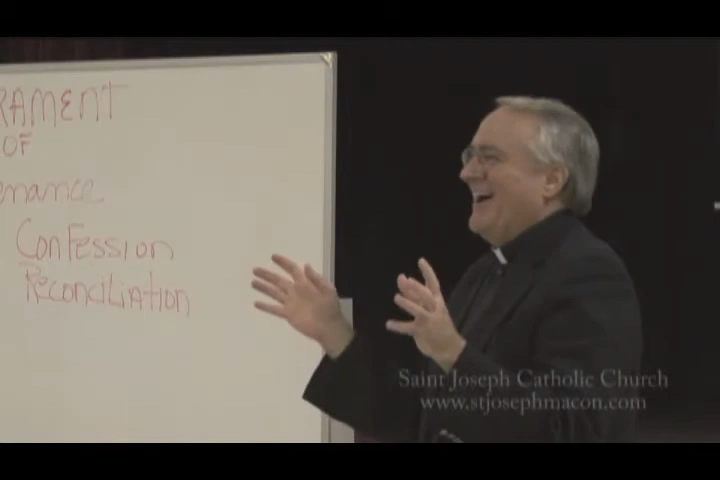 RAMENT
OF
enance
Confession
Reconciliation
Saint Joseph Catholic Church
www.stjosephmacon.com